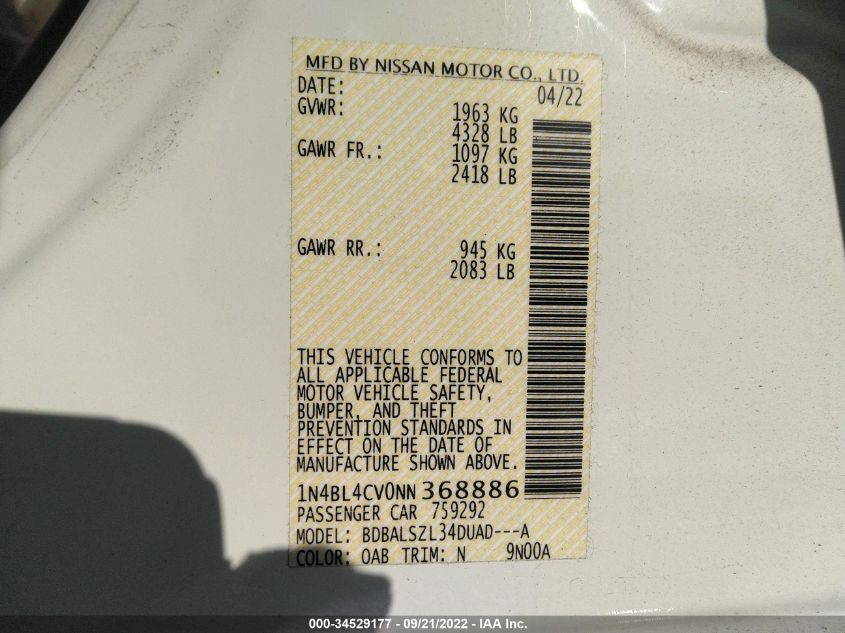 MFD BY NISSAN MOTOR CO., LTD.
DATE: 04/22
GVWR: 1963 KG
4328 LB
GAWR FR.: 1097 KG
2418 LB
GAWR RR.: 945 KG
2083 LB
THIS VEHICLE CONFORMS TO
ALL APPLICABLE FEDERAL
MOTOR VEHICLE SAFETY,
BUMPER, AND THEFT
PREVENTION STANDARDS IN
EFFECT ON THE DATE OF
MANUFACTURE SHOWN ABOVE.
1N4BL4CV0NN368886
PASSENGER CAR 759292
MODEL: BDBALSZL34DUAD---A
COLOR: OAB TRIM: N 9N00A
000-34529177 - 09/21/2022 - IAA Inc.